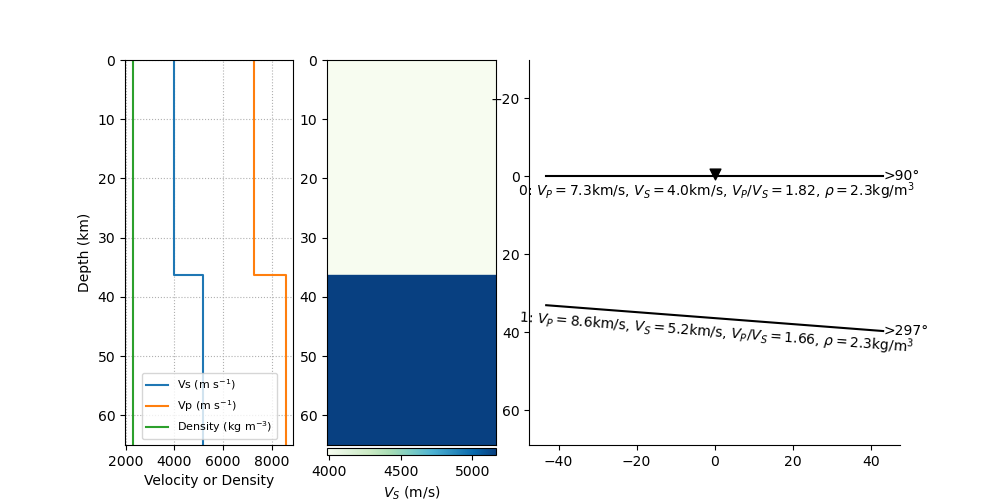 0
10
20
30
40
50
60
Depth (km)
2000 4000 6000 8000
Velocity or Density
Vs (m s⁻¹)
Vp (m s⁻¹)
Density (kg m⁻³)
0
10
20
30
40
50
60
4000 4500 5000
V_S (m/s)
−20
0
20
40
60
−40 −20 0 20 40
>90°
0: V_P = 7.3km/s, V_S = 4.0km/s, V_P/V_S = 1.82, ρ = 2.3kg/m³
>297°
1: V_P = 8.6km/s, V_S = 5.2km/s, V_P/V_S = 1.66, ρ = 2.3kg/m³